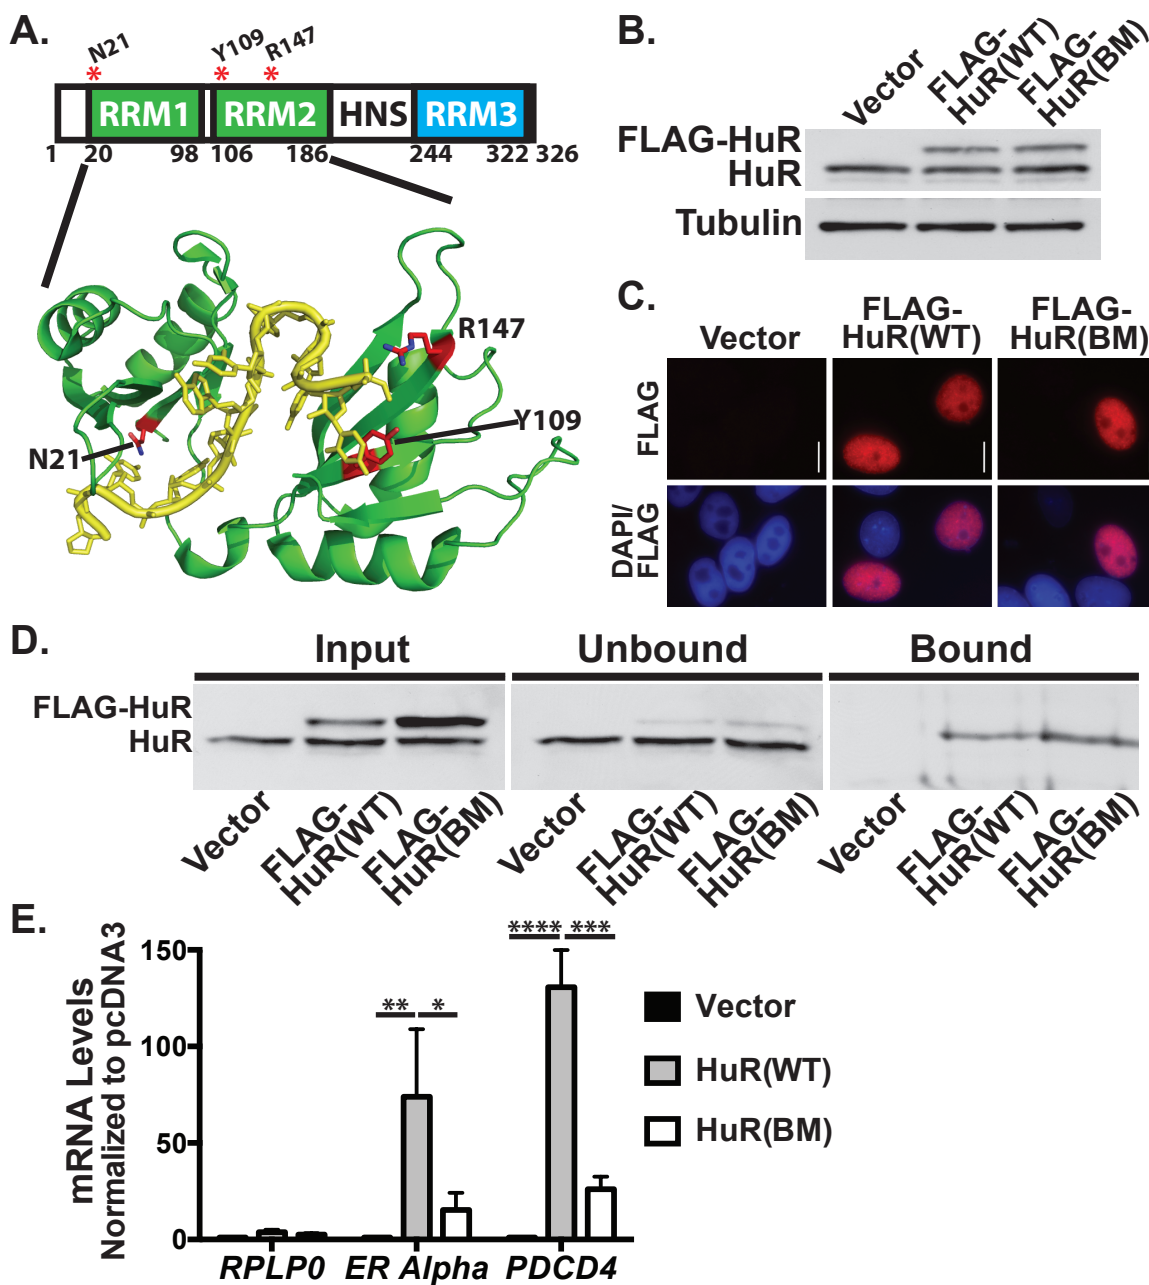 A.
N21
Y109
R147
* * *
RRM1 RRM2 HNS RRM3
1 20 98 106 186 244 322 326
R147
Y109
N21
B.
Vector
FLAG-
HuR(WT)
FLAG-
HuR(BM)
FLAG-HuR
HuR
Tubulin
C.
Vector
FLAG-
HuR(WT)
FLAG-
HuR(BM)
FLAG
DAPI/
FLAG
D.
Input Unbound Bound
FLAG-HuR
HuR
Vector
FLAG-
HuR(WT)
FLAG-
HuR(BM)
Vector
FLAG-
HuR(WT)
FLAG-
HuR(BM)
Vector
FLAG-
HuR(WT)
FLAG-
HuR(BM)
E.
mRNA Levels
Normalized to pcDNA3
150
100
50
0
** *
**** ***
RPLP0 ER Alpha PDCD4
Vector
HuR(WT)
HuR(BM)